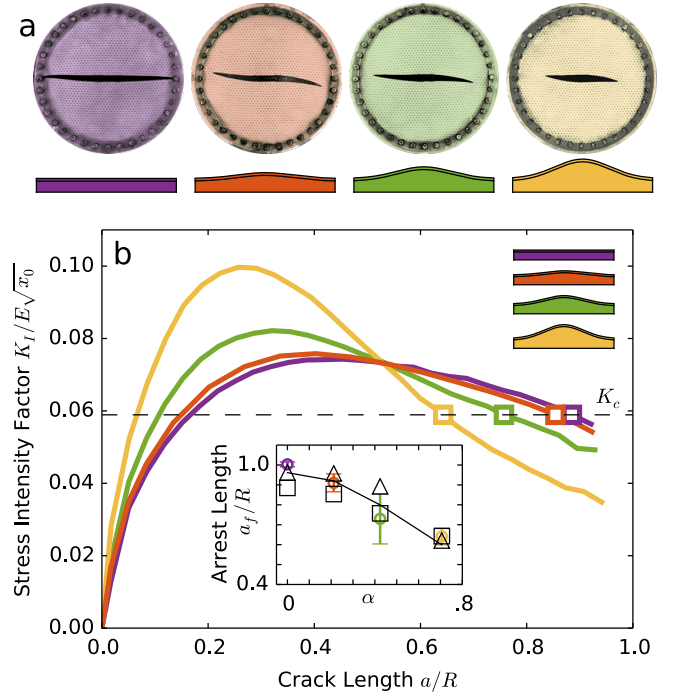 a
b
Stress Intensity Factor K_I/E√x_0
0.10
0.08
0.06
0.04
0.02
0.00
K_c
Arrest Length
a_f/R
1.0
0.4
0
α
.8
0.0
0.2
0.4
0.6
0.8
1.0
Crack Length a/R